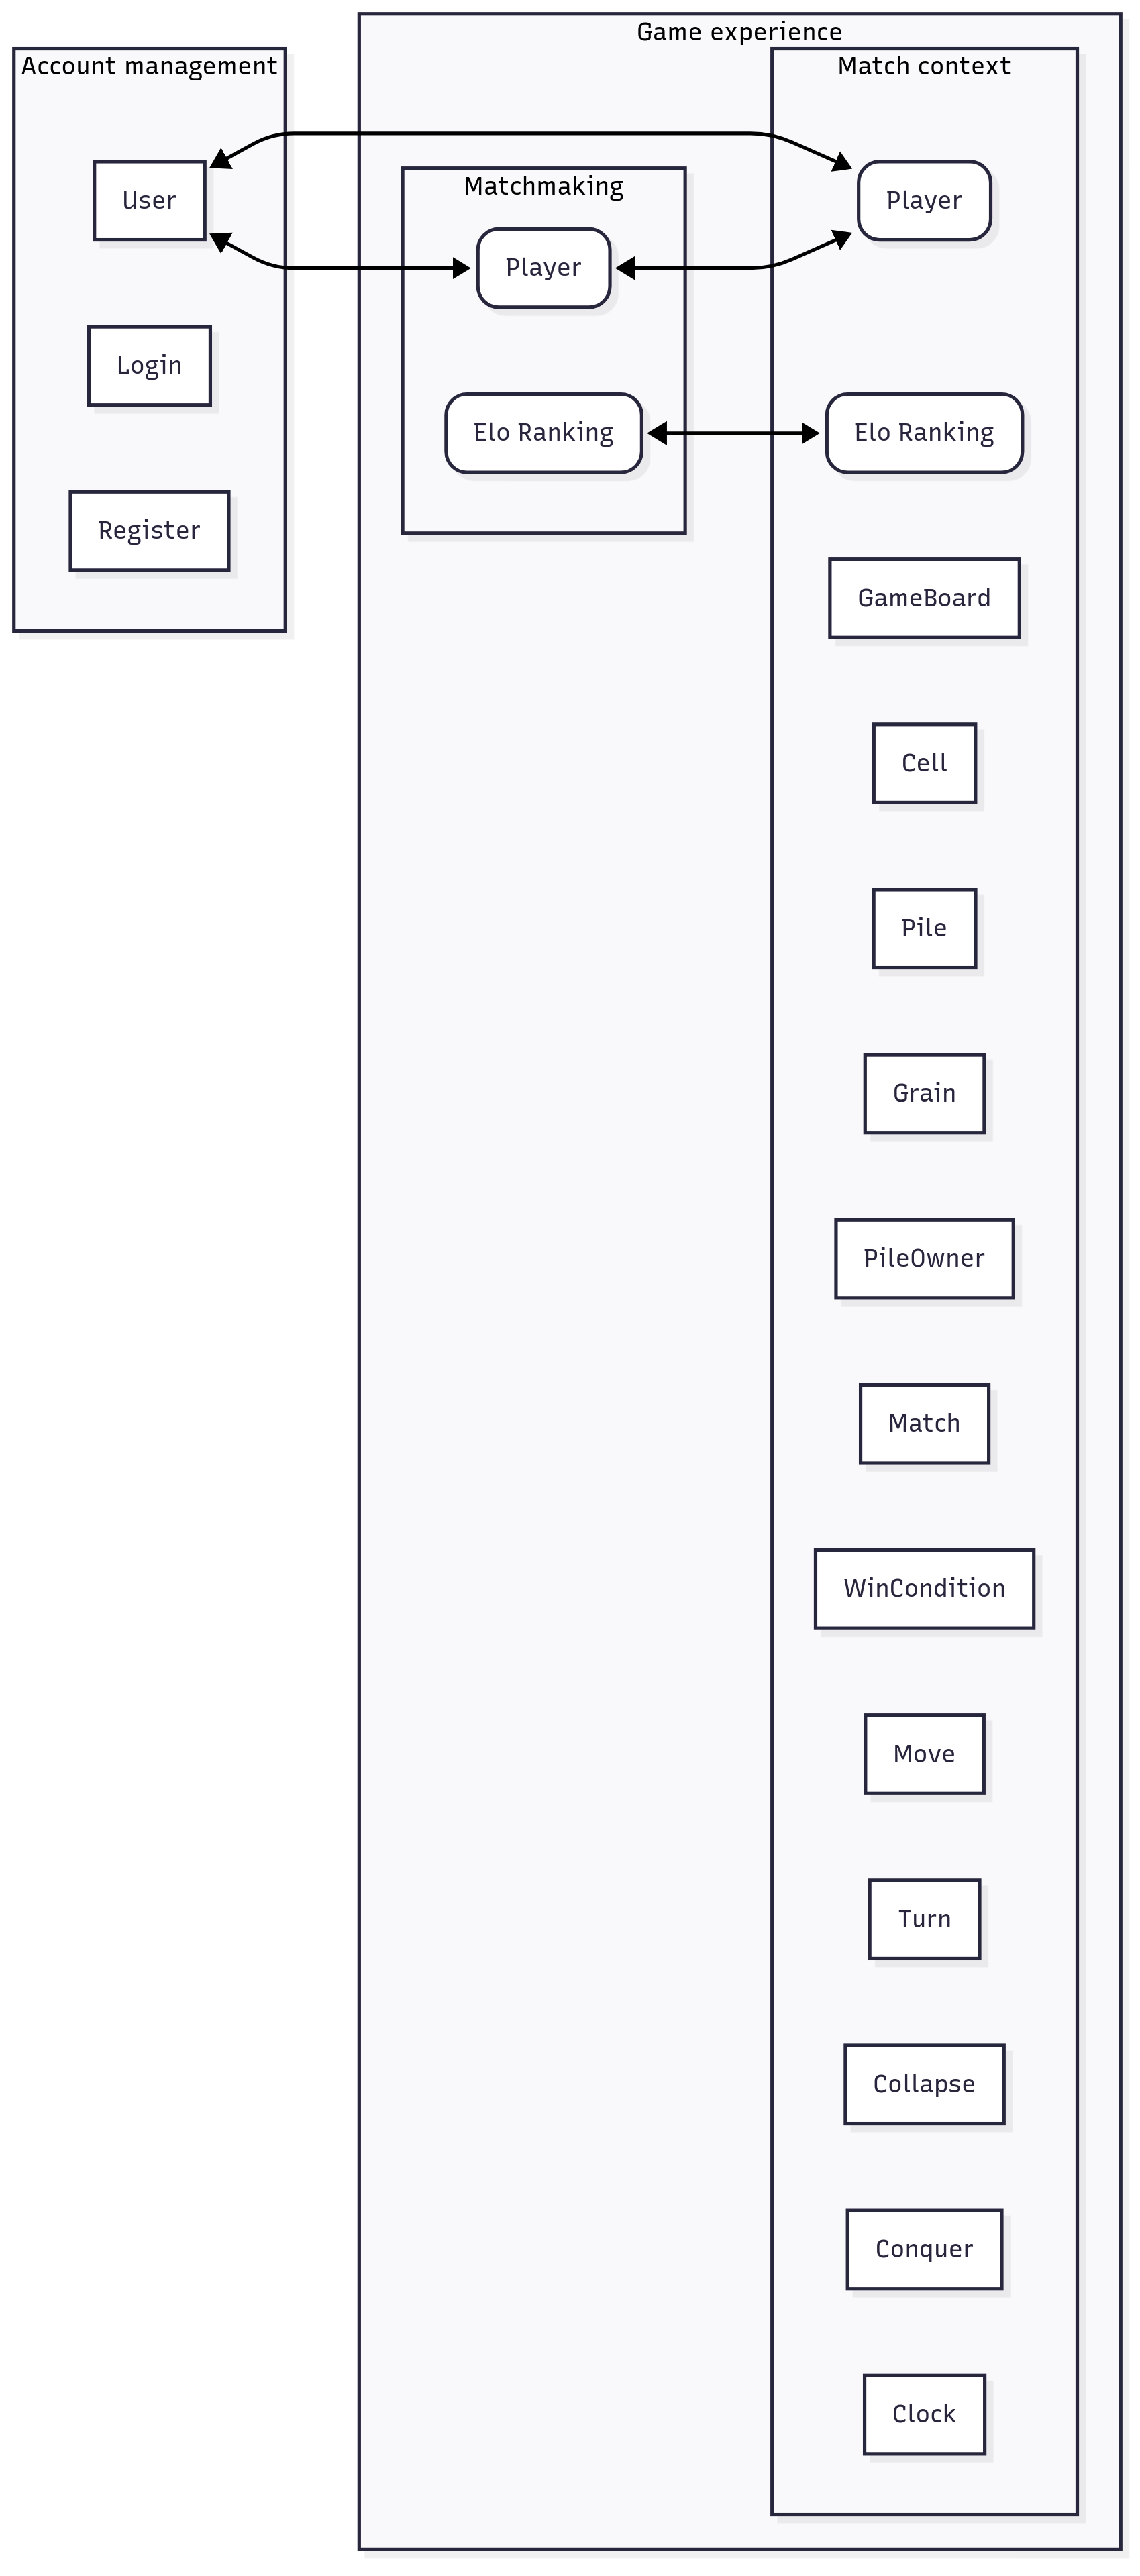 Game experience
Account management
Match context
Matchmaking
User
Player
Player
Login
Elo Ranking
Elo Ranking
Register
GameBoard
Cell
Pile
Grain
PileOwner
Match
WinCondition
Move
Turn
Collapse
Conquer
Clock